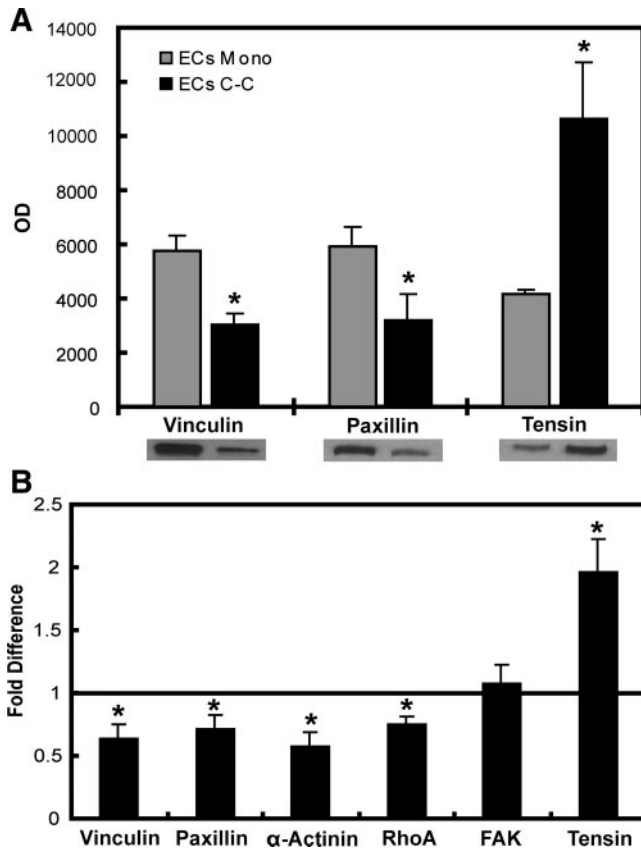 A
14000
12000
10000
8000
6000
4000
2000
0
OD
ECs Mono
ECs C-C
*
*
*
Vinculin Paxillin Tensin
B
2.5
2
1.5
1
0.5
0
Fold Difference
* * * * *
Vinculin Paxillin α-Actinin RhoA FAK Tensin